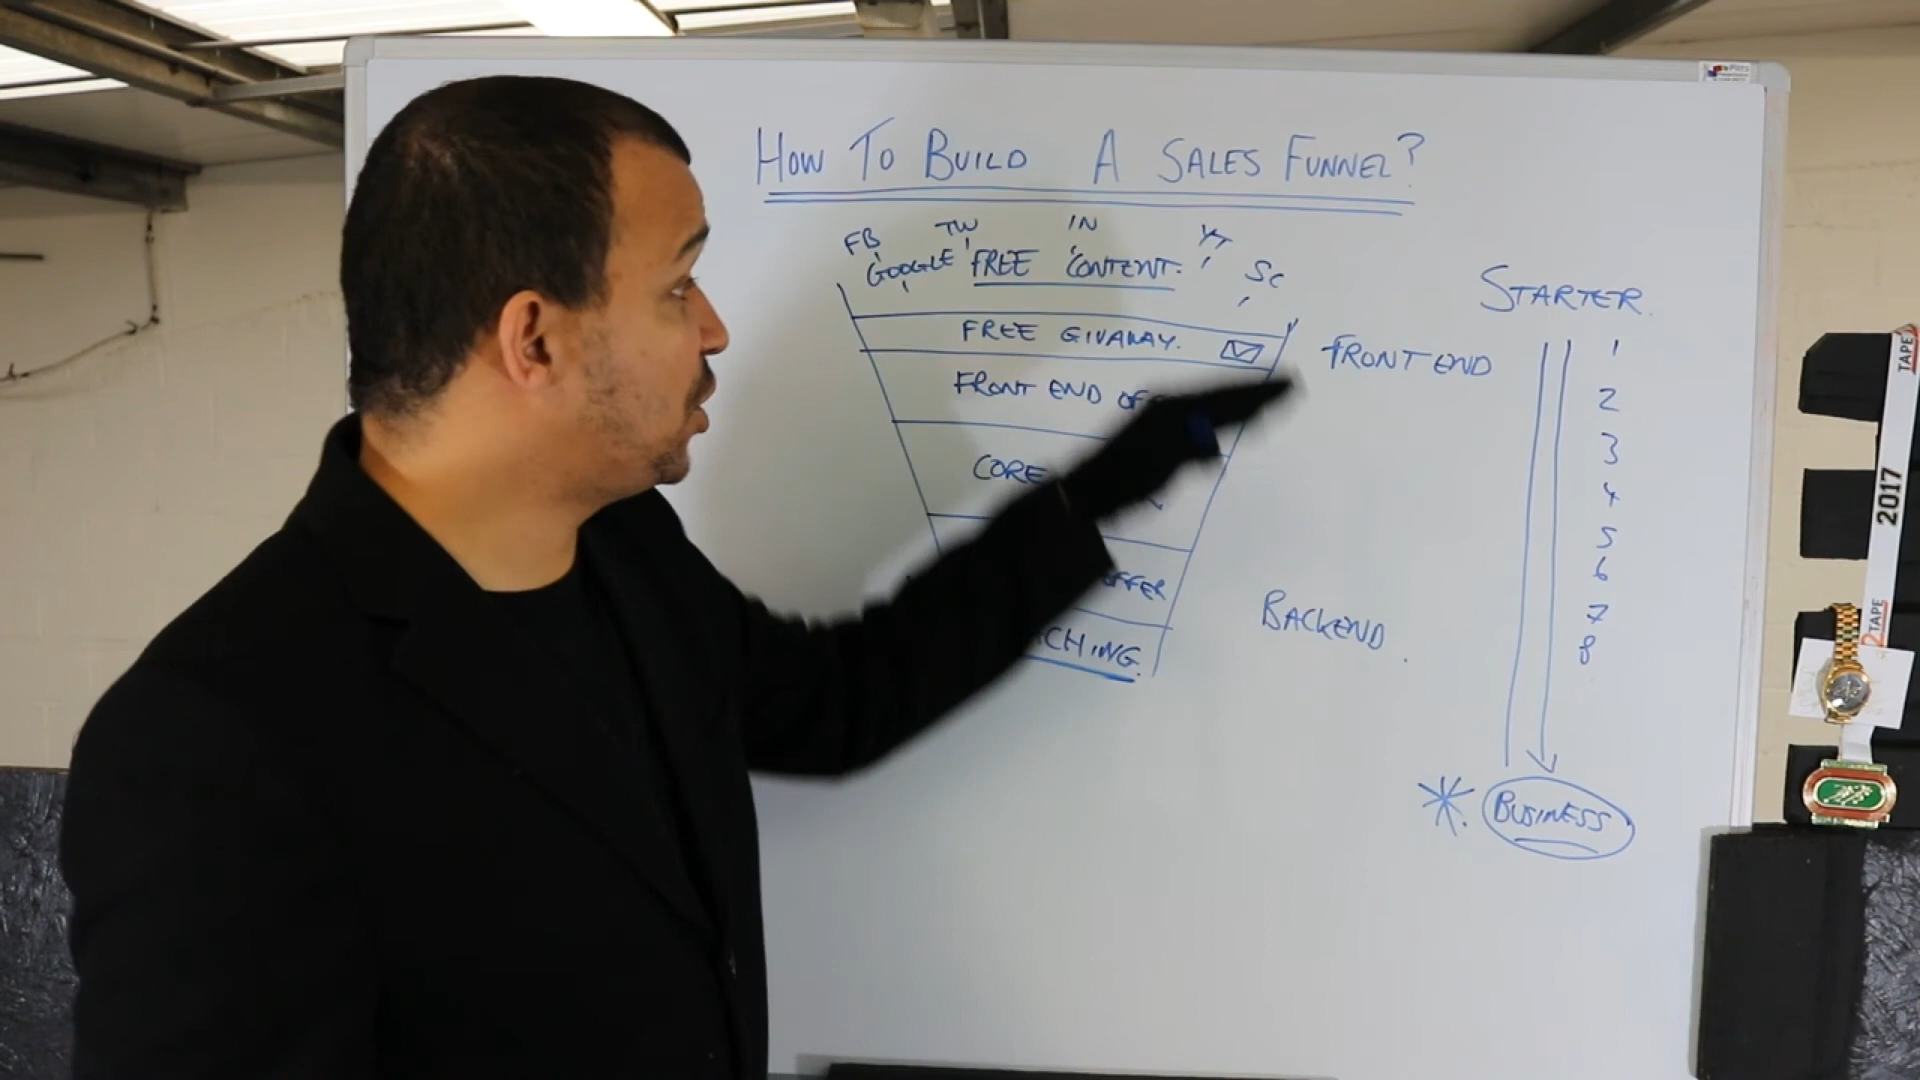 How To BUILD A SALES FUNNEL?
FB TW IN YT
GOOGLE FREE CONTENT. SC
FREE GIVAWAY.
FRONT END
FRONT END
CORE
OFFER
CHING.
BACKEND.
STARTER.
1
2
3
4
5
6
7
8
*. BUSINESS
TAPE
2017
TAPE